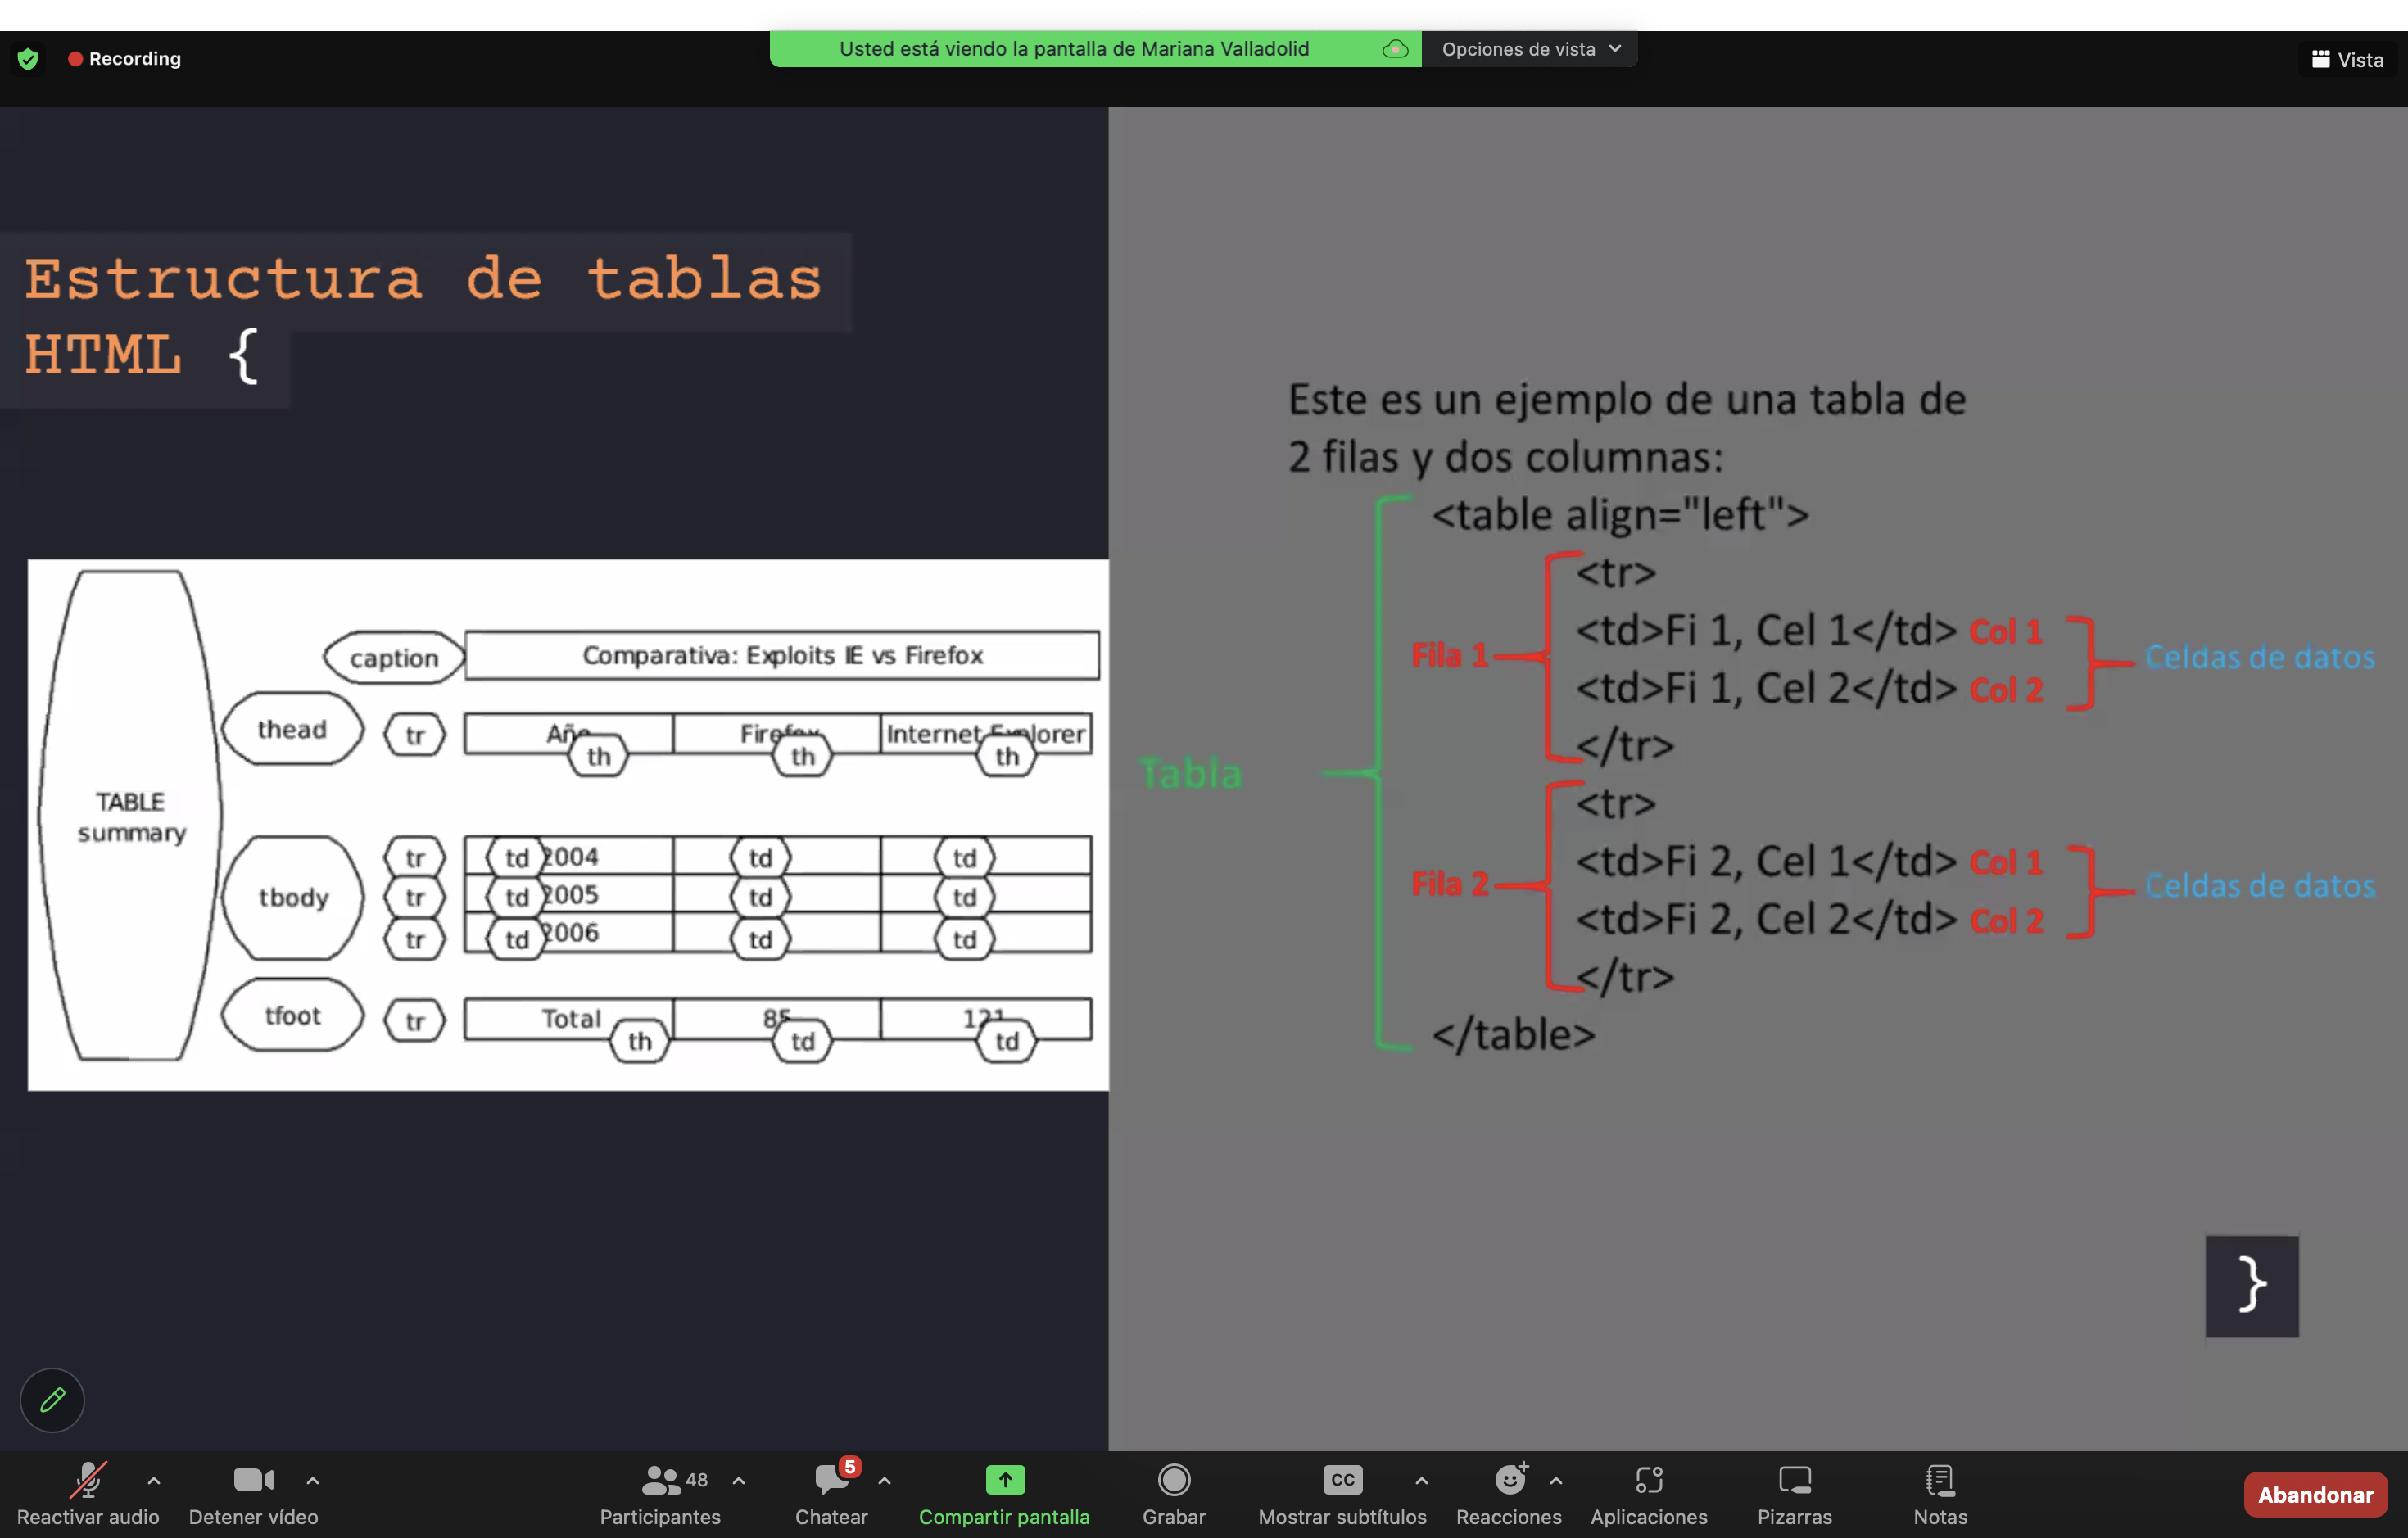 Recording
Usted está viendo la pantalla de Mariana Valladolid
Opciones de vista
Vista
Estructura de tablas
HTML {
TABLE
summary
caption
Comparativa: Exploits IE vs Firefox
thead
tr
Año
Firefox
Internet Explorer
th
th
th
tbody
tr
td
2004
td
td
tr
td
2005
td
td
tr
td
2006
td
td
tfoot
tr
Total
85
121
th
td
td
Este es un ejemplo de una tabla de
2 filas y dos columnas:
<table align="left">
<tr>
Fila 1
<td>Fi 1, Cel 1</td> Col 1
<td>Fi 1, Cel 2</td> Col 2
Celdas de datos
</tr>
Tabla
<tr>
Fila 2
<td>Fi 2, Cel 1</td> Col 1
<td>Fi 2, Cel 2</td> Col 2
Celdas de datos
</tr>
</table>
}
Reactivar audio
Detener vídeo
48
Participantes
5
Chatear
Compartir pantalla
Grabar
CC
Mostrar subtítulos
Reacciones
Aplicaciones
Pizarras
Notas
Abandonar